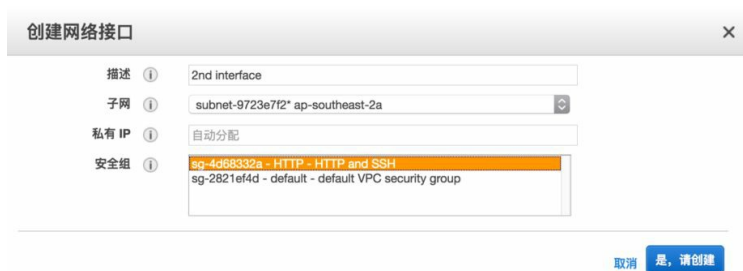 创建网络接口
×
描述 i 2nd interface
子网 i subnet-9723e7f2* ap-southeast-2a
私有 IP i 自动分配
安全组 i sg-4d68332a - HTTP - HTTP and SSH
sg-2821ef4d - default - default VPC security group
取消 是，请创建